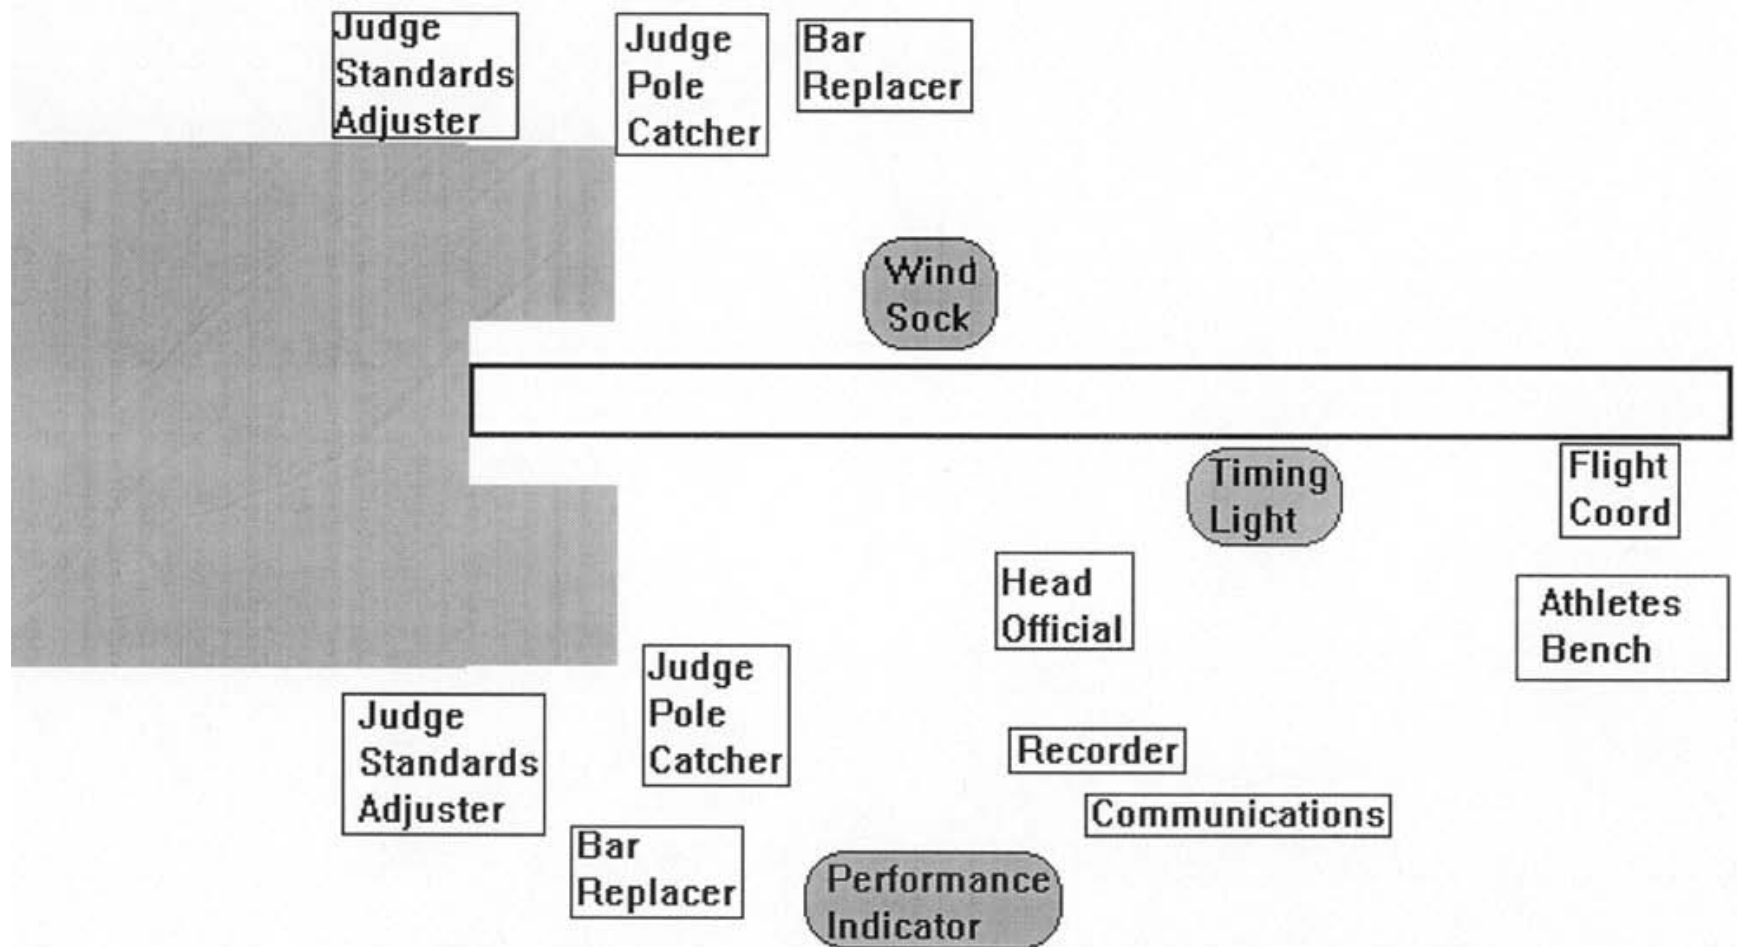 Judge
Standards
Adjuster
Judge
Pole
Catcher
Bar
Replacer
Wind
Sock
Timing
Light
Flight
Coord
Head
Official
Athletes
Bench
Judge
Pole
Catcher
Judge
Standards
Adjuster
Recorder
Communications
Bar
Replacer
Performance
Indicator